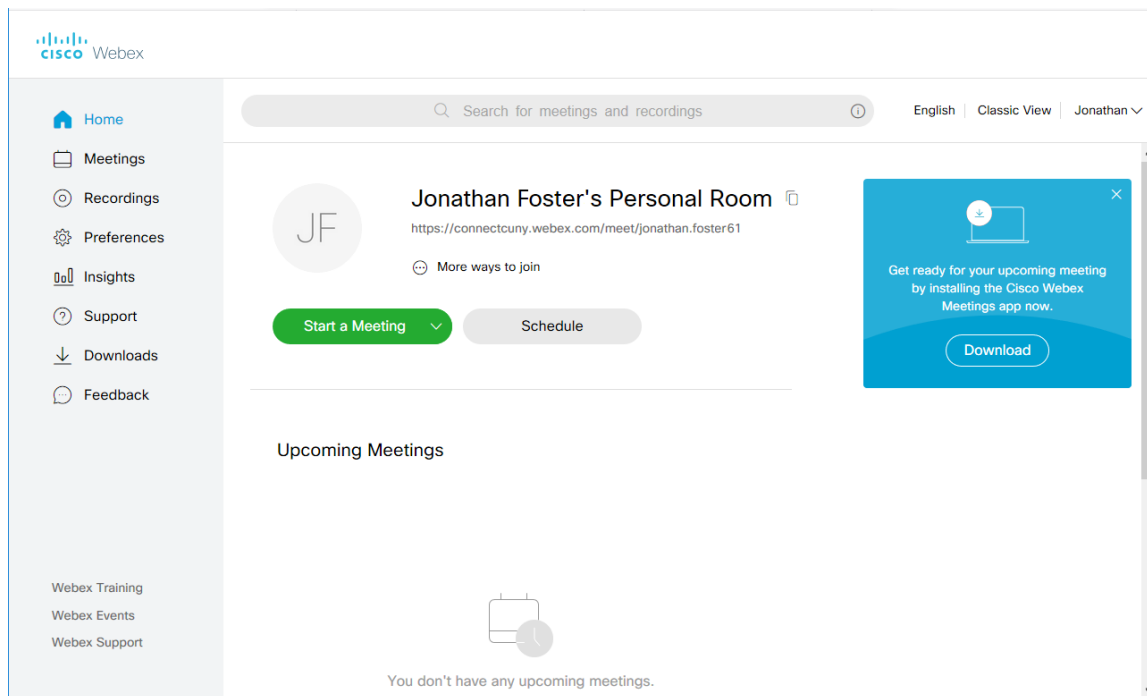 cisco Webex
Search for meetings and recordings
English
Classic View
Jonathan
Home
Meetings
Recordings
Preferences
Insights
Support
Downloads
Feedback
Webex Training
Webex Events
Webex Support
JF
Jonathan Foster's Personal Room
https://connectcuny.webex.com/meet/jonathan.foster61
More ways to join
Start a Meeting
Schedule
Get ready for your upcoming meeting
by installing the Cisco Webex
Meetings app now.
Download
Upcoming Meetings
You don't have any upcoming meetings.